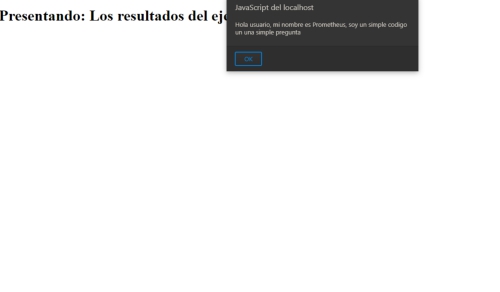 Presentando: Los resultados del eje
JavaScript del localhost
Hola usuario, mi nombre es Prometheus, soy un simple codigo
un una simple pregunta
OK